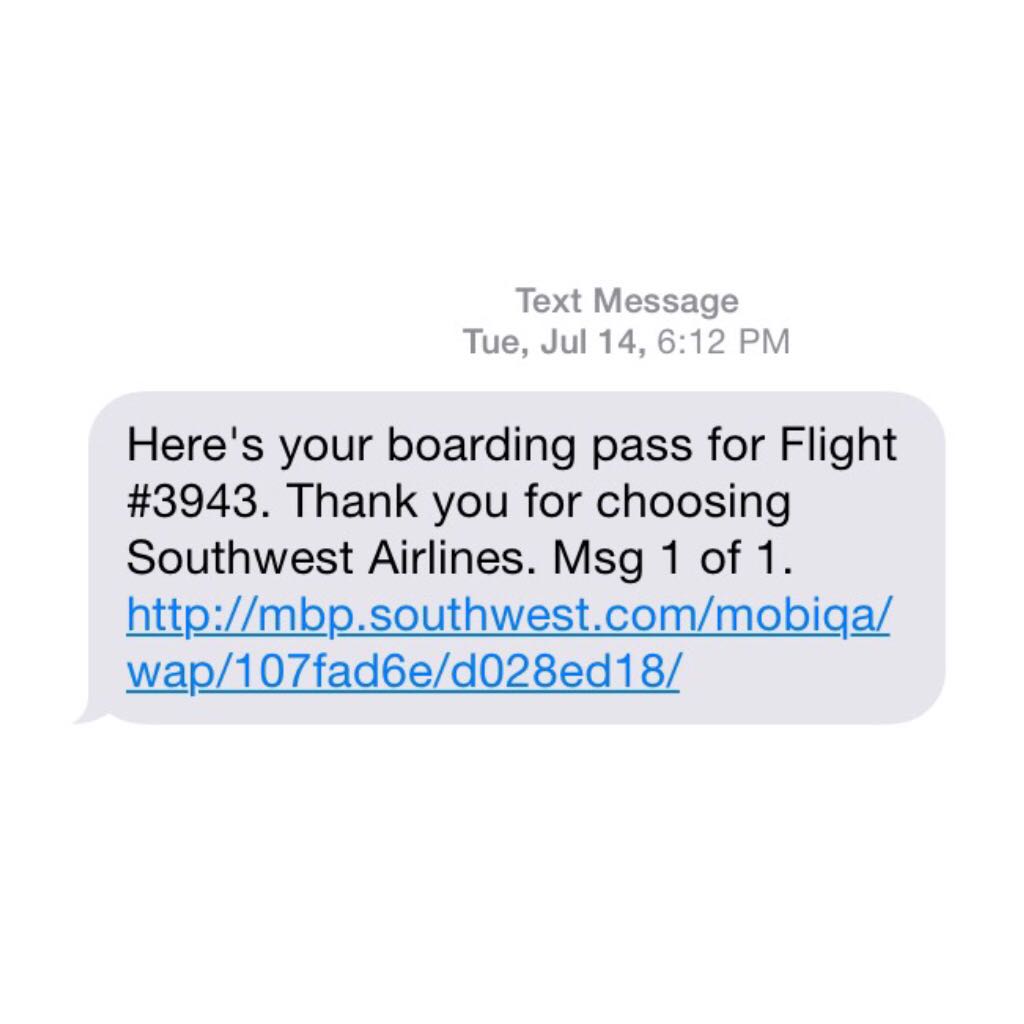 Text Message
Tue, Jul 14, 6:12 PM
Here's your boarding pass for Flight
#3943. Thank you for choosing
Southwest Airlines. Msg 1 of 1.
http://mbp.southwest.com/mobiqa/
wap/107fad6e/d028ed18/